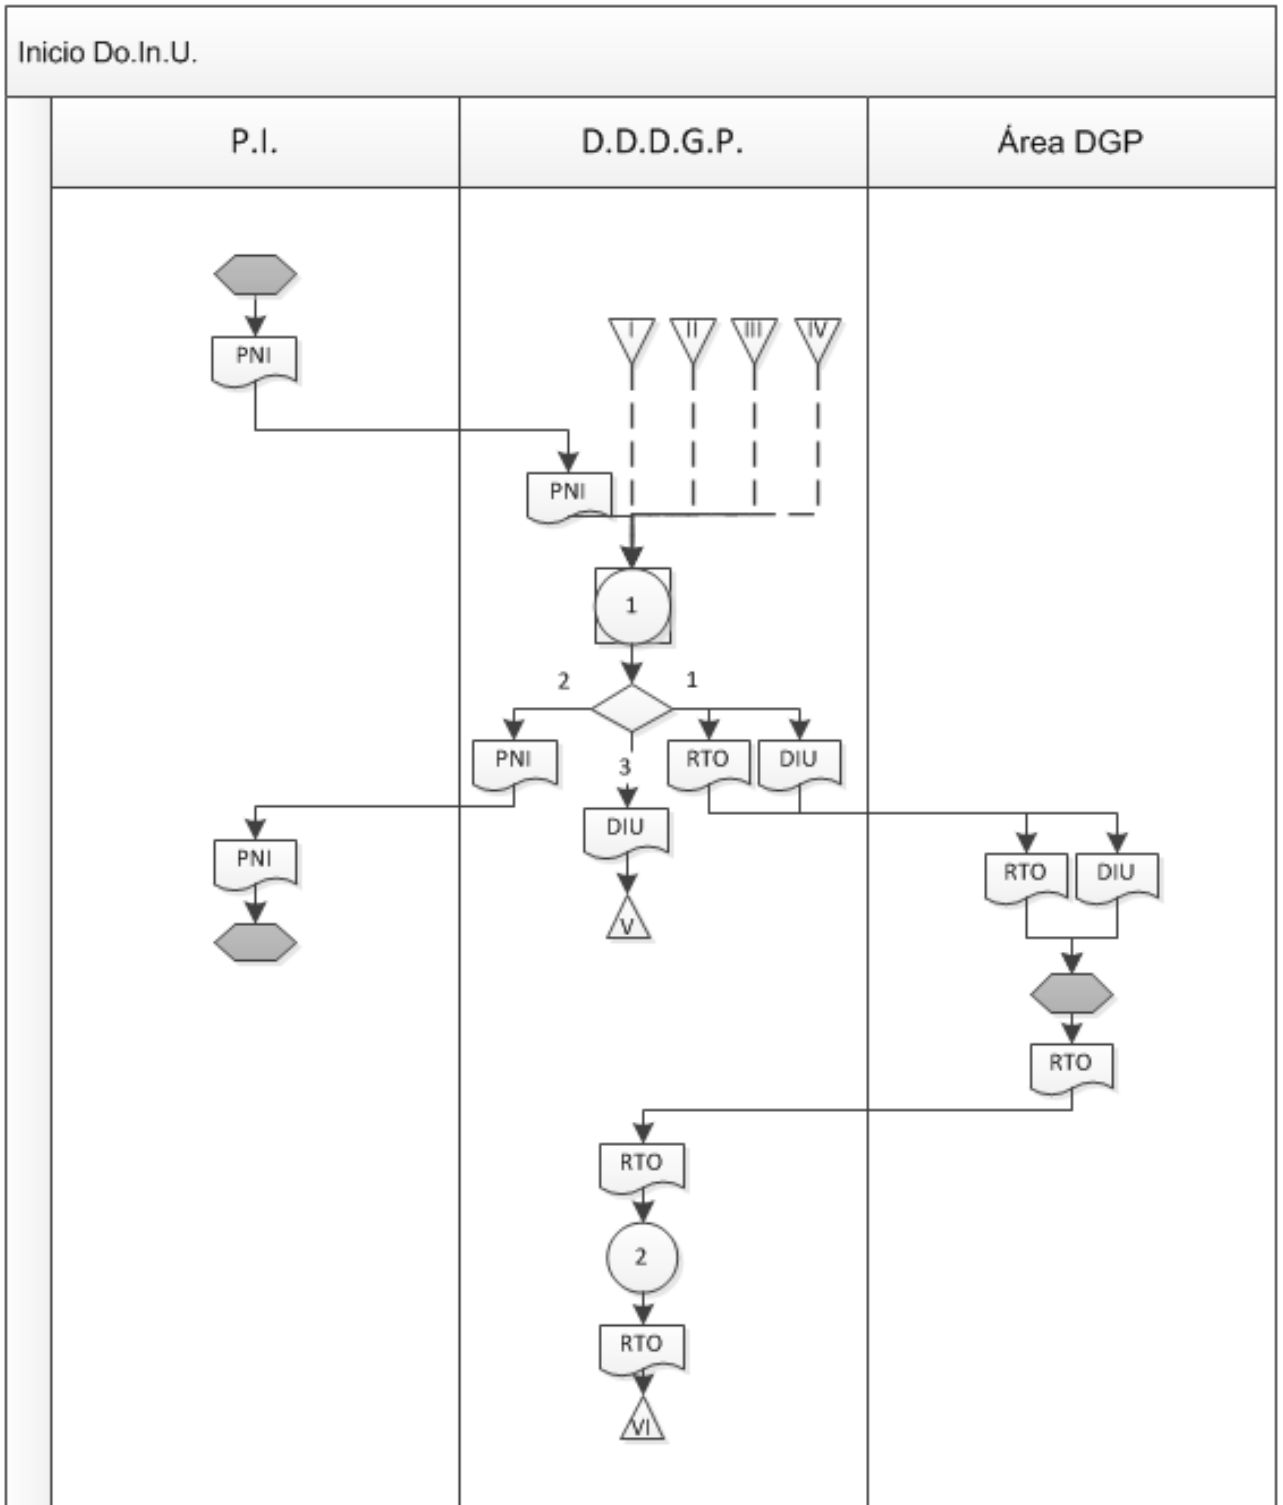 Inicio Do.In.U.
P.I.
D.D.D.G.P.
Área DGP
I II III IV
PNI
PNI
1
2 1
PNI
3
RTO DIU
DIU
PNI
RTO DIU
V
RTO
RTO
2
RTO
VI